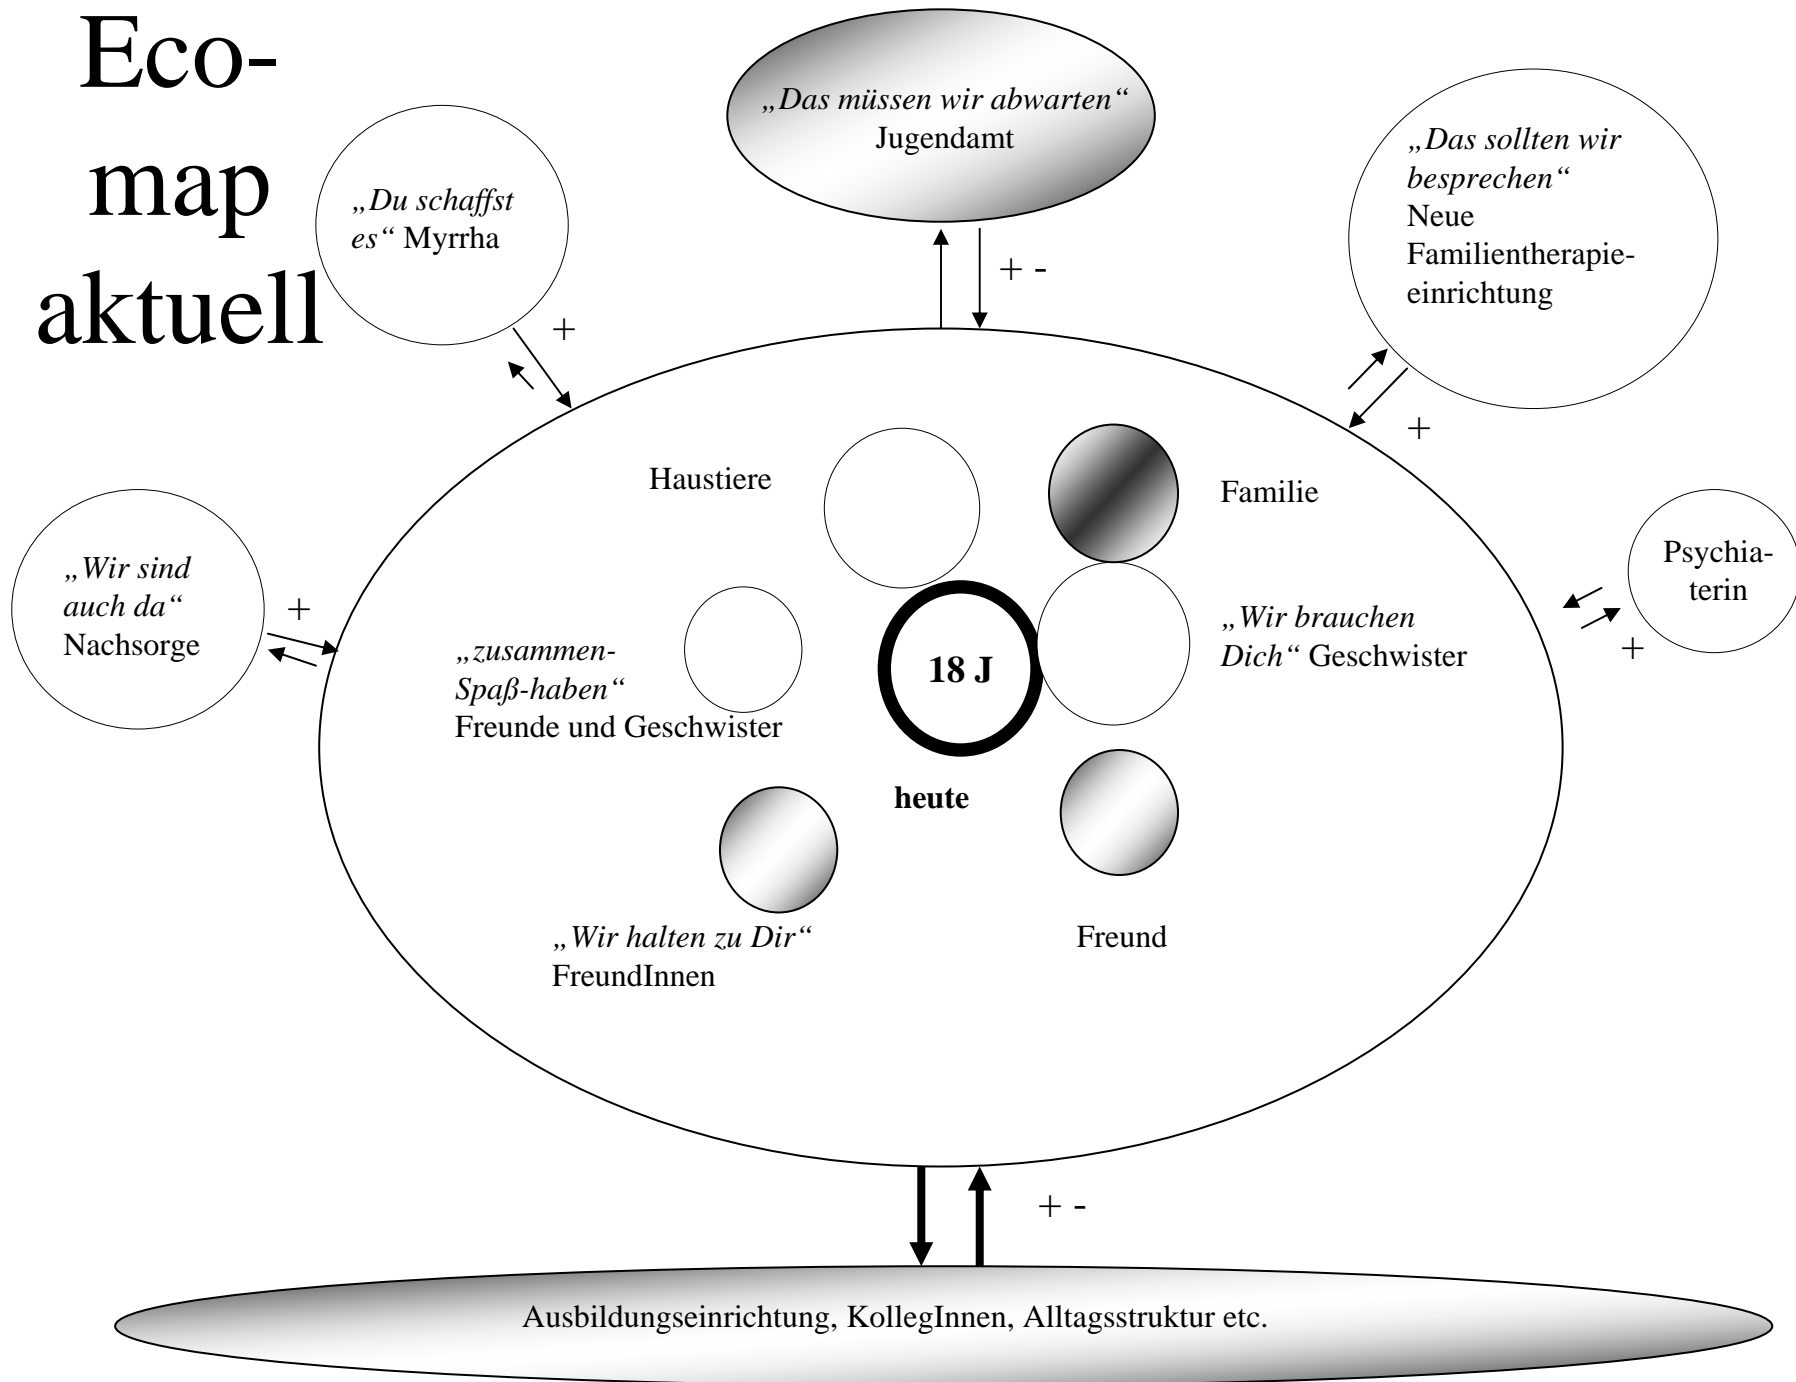 Eco-
map
aktuell
„Das müssen wir abwarten“
Jugendamt
„Du schaffst
es“ Myrrha
„Das sollten wir
besprechen“
Neue
Familientherapie-
einrichtung
+ -
+
+
Haustiere
Familie
„Wir sind
auch da“
Nachsorge
+
Psychia-
terin
+
„zusammen-
Spaß-haben“
Freunde und Geschwister
18 J
„Wir brauchen
Dich“ Geschwister
heute
„Wir halten zu Dir“
FreundInnen
Freund
+ -
Ausbildungseinrichtung, KollegInnen, Alltagsstruktur etc.